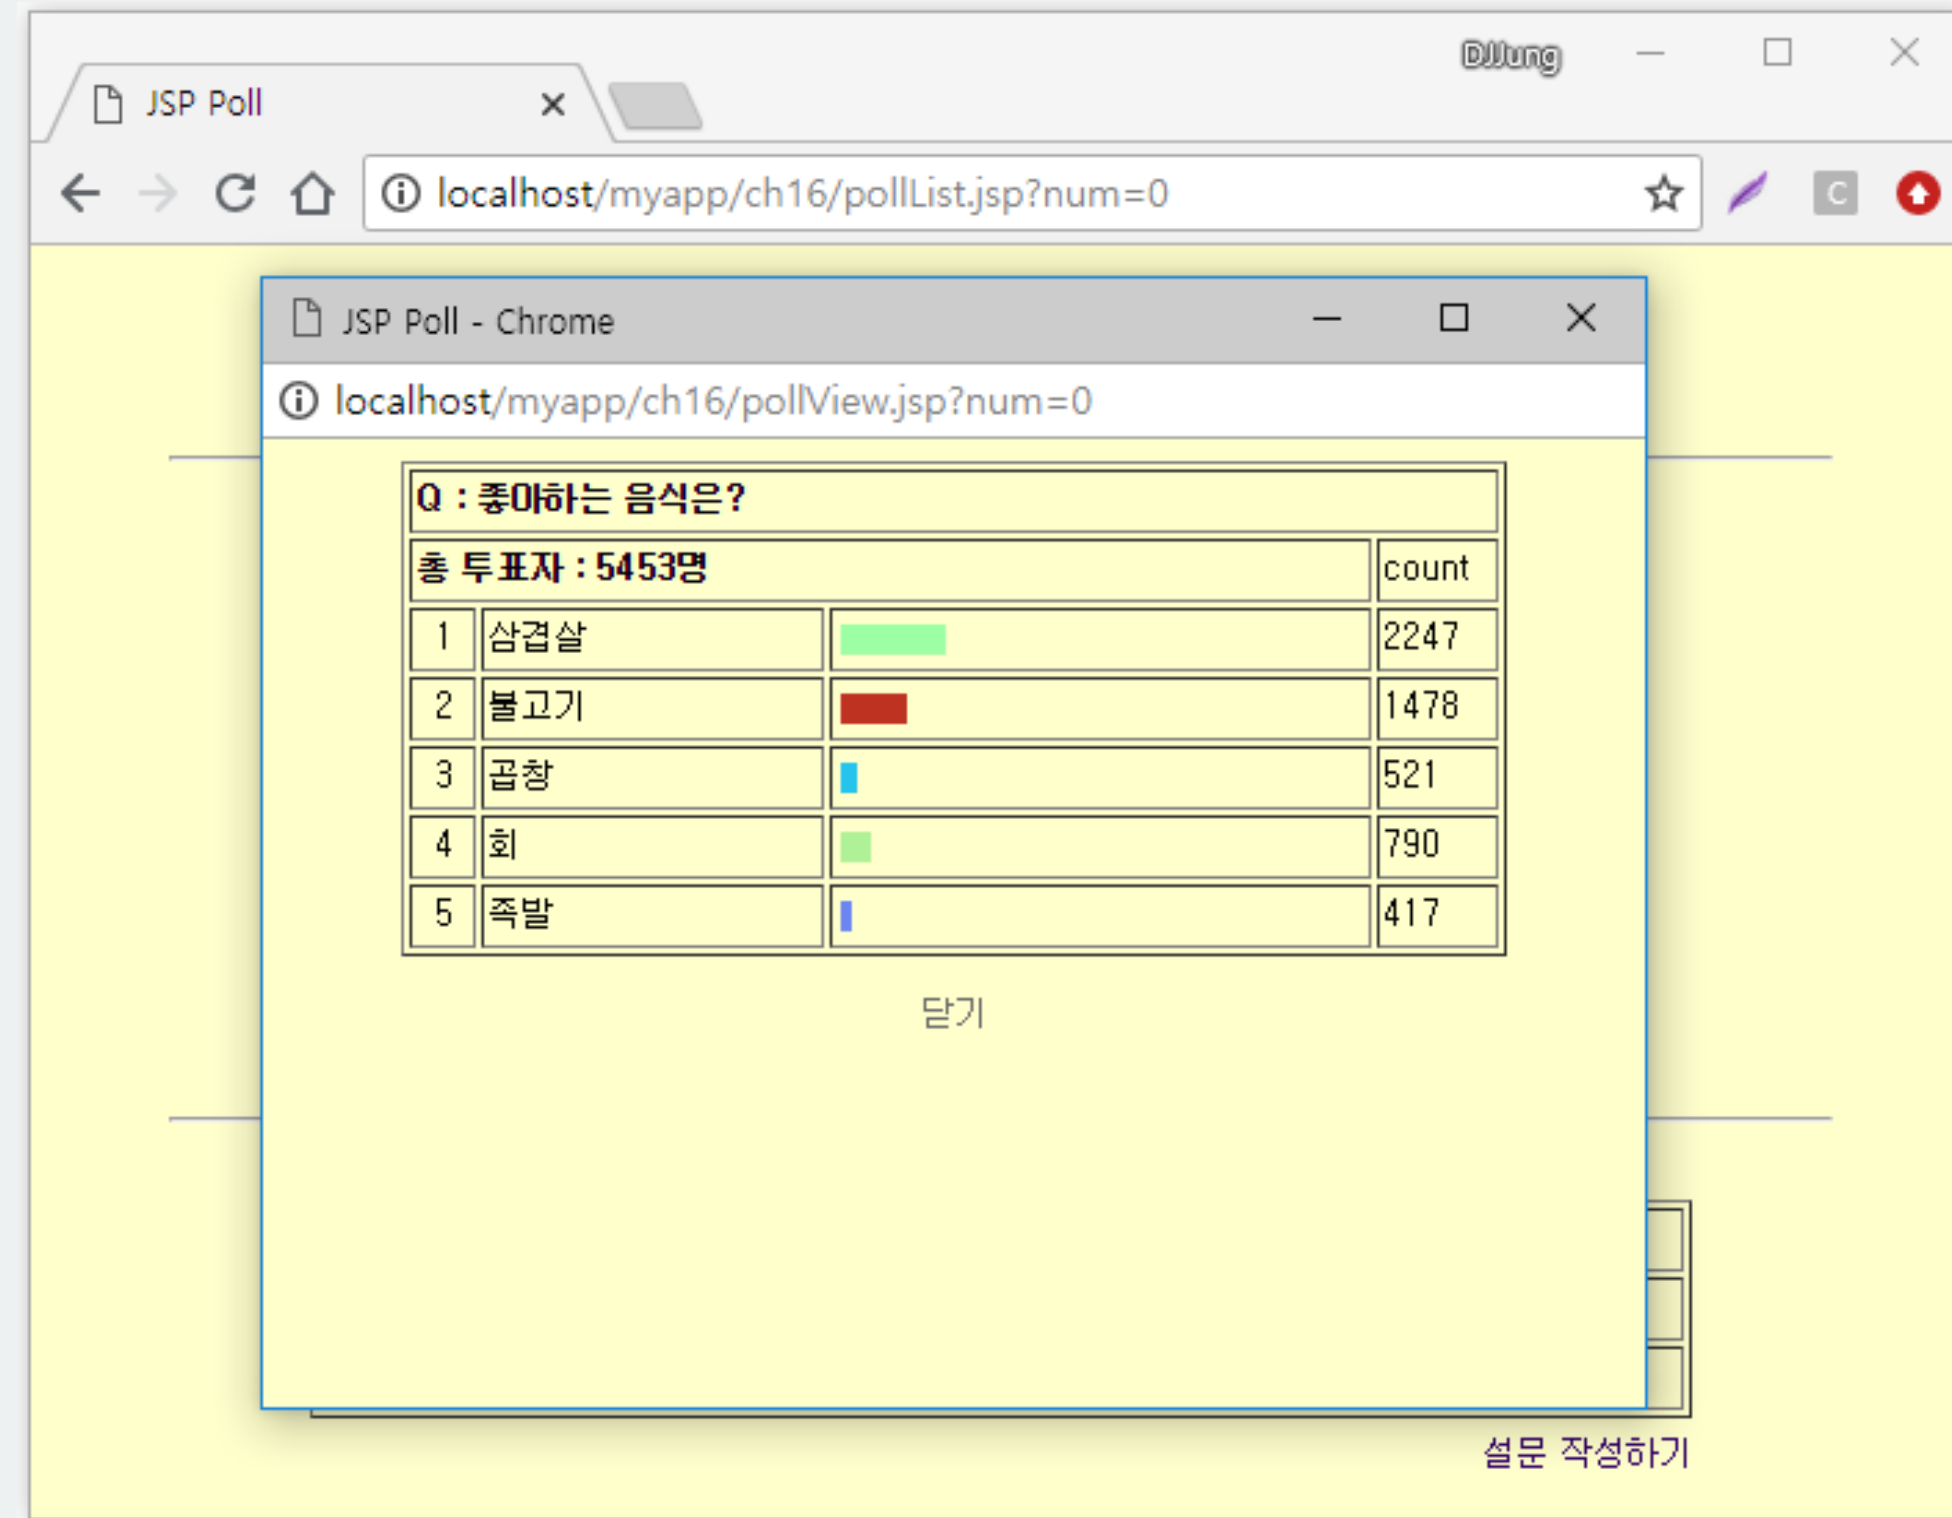 DJJung
JSP Poll
localhost/myapp/ch16/pollList.jsp?num=0
C
JSP Poll - Chrome
localhost/myapp/ch16/pollView.jsp?num=0
Q : 좋아하는 음식은?
총 투표자 : 5453명 count
1 삼겹살 2247
2 불고기 1478
3 곱창 521
4 회 790
5 족발 417
닫기
설문 작성하기